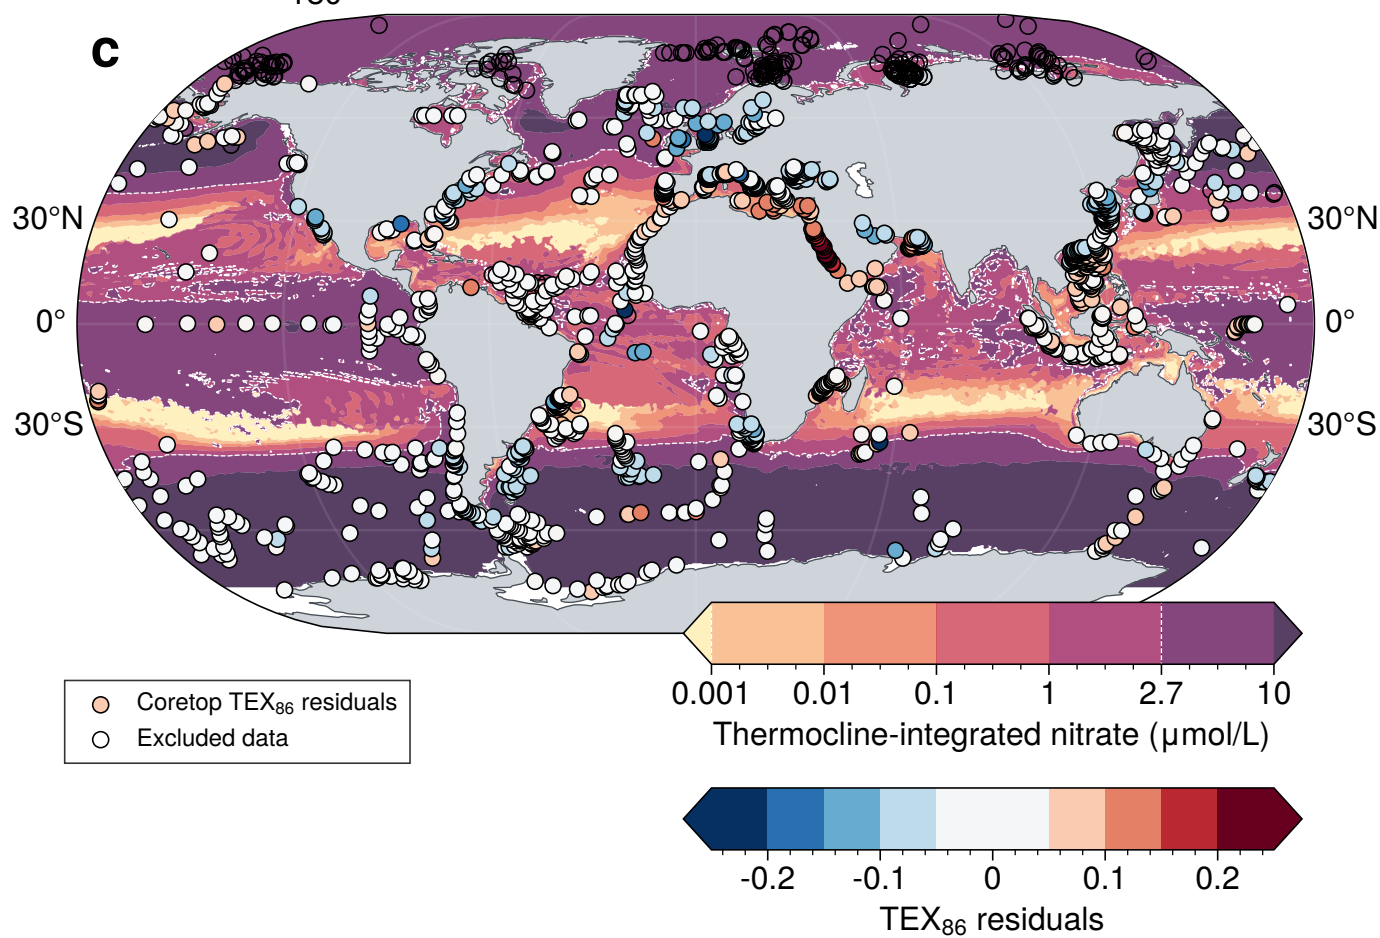 c
30°N
30°N
0°
0°
30°S
30°S
Coretop TEX₈₆ residuals
Excluded data
0.001 0.01 0.1 1 2.7 10
Thermocline-integrated nitrate (µmol/L)
-0.2 -0.1 0 0.1 0.2
TEX₈₆ residuals